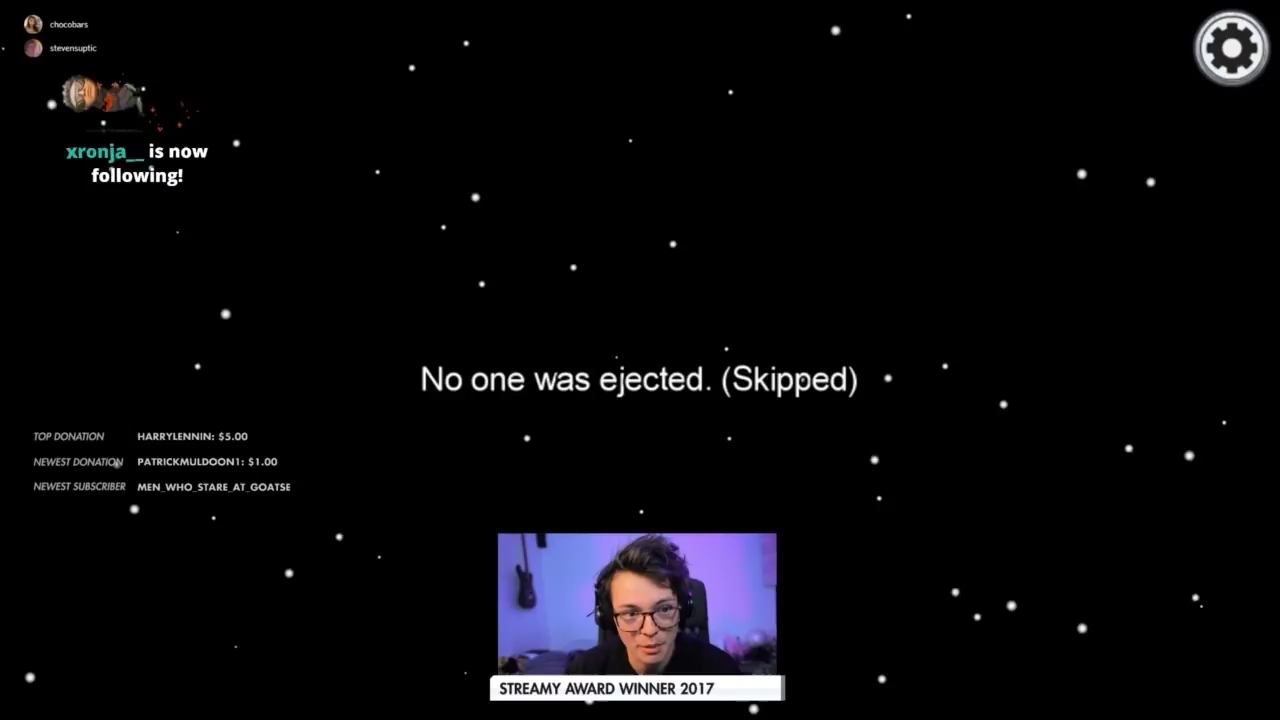 chocobars
stevensuptic
xronja__ is now
following!
No one was ejected. (Skipped)
TOP DONATION HARRYLENNIN: $5.00
NEWEST DONATION PATRICKMULDOON1: $1.00
NEWEST SUBSCRIBER MEN_WHO_STARE_AT_GOATSE
STREAMY AWARD WINNER 2017